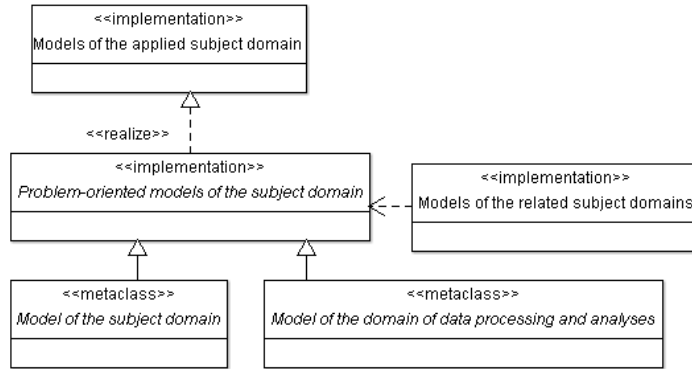 <<implementation>>
Models of the applied subject domain
<<realize>>
<<implementation>>
Problem-oriented models of the subject domain
<<implementation>>
Models of the related subject domains
<<metaclass>>
Model of the subject domain
<<metaclass>>
Model of the domain of data processing and analyses